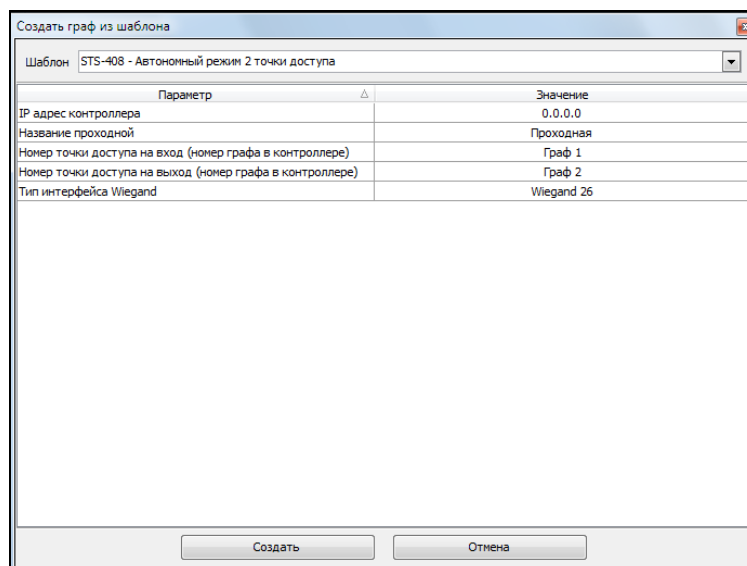 Создать граф из шаблона
Шаблон STS-408 - Автономный режим 2 точки доступа
Параметр Значение
IP адрес контроллера 0.0.0.0
Название проходной Проходная
Номер точки доступа на вход (номер графа в контроллере) Граф 1
Номер точки доступа на выход (номер графа в контроллере) Граф 2
Тип интерфейса Wiegand Wiegand 26
Создать Отмена